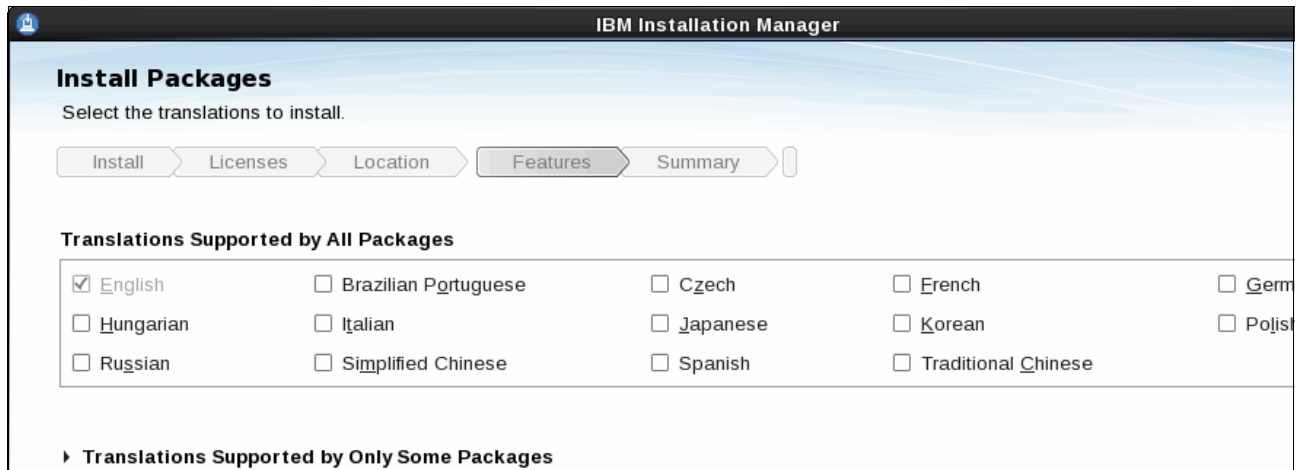 IBM Installation Manager
Install Packages
Select the translations to install.
Install Licenses Location Features Summary
Translations Supported by All Packages
English Brazilian Portuguese Czech French Germ
Hungarian Italian Japanese Korean Polish
Russian Simplified Chinese Spanish Traditional Chinese
Translations Supported by Only Some Packages